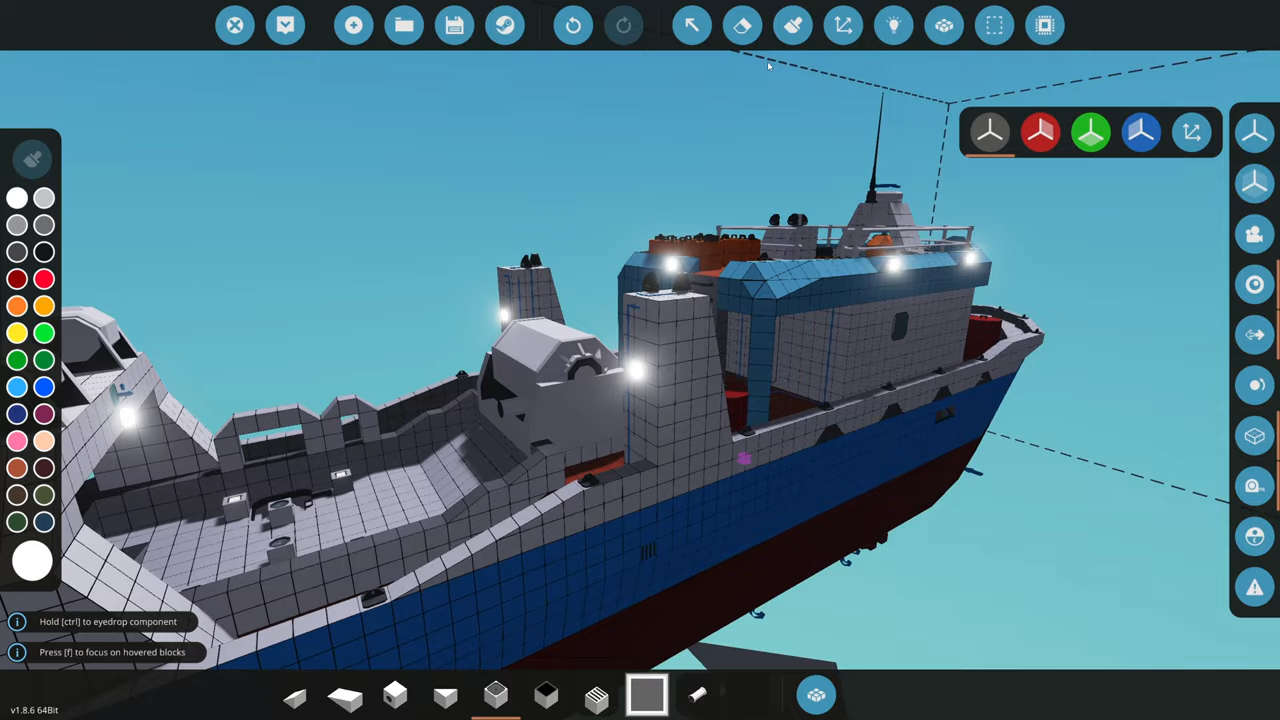 Hold [ctrl] to eyedrop component
Press [f] to focus on hovered blocks
v1.8.6 64Bit